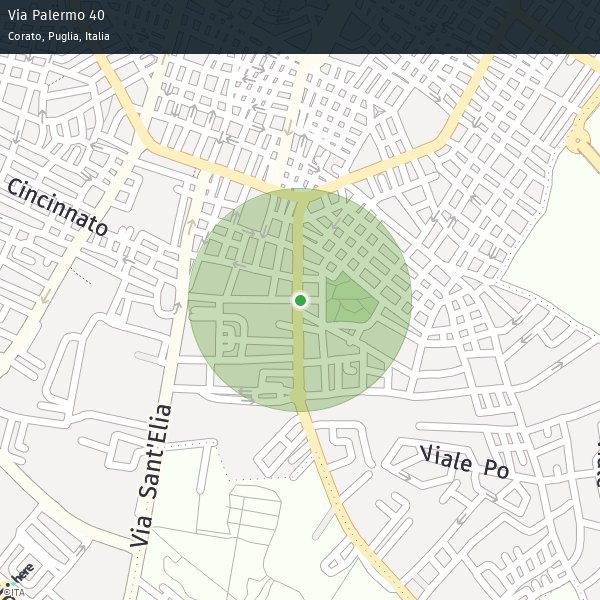 Via Palermo 40
Corato, Puglia, Italia
Cincinnato
Via Sant'Elia
Viale Po
here
©ITA